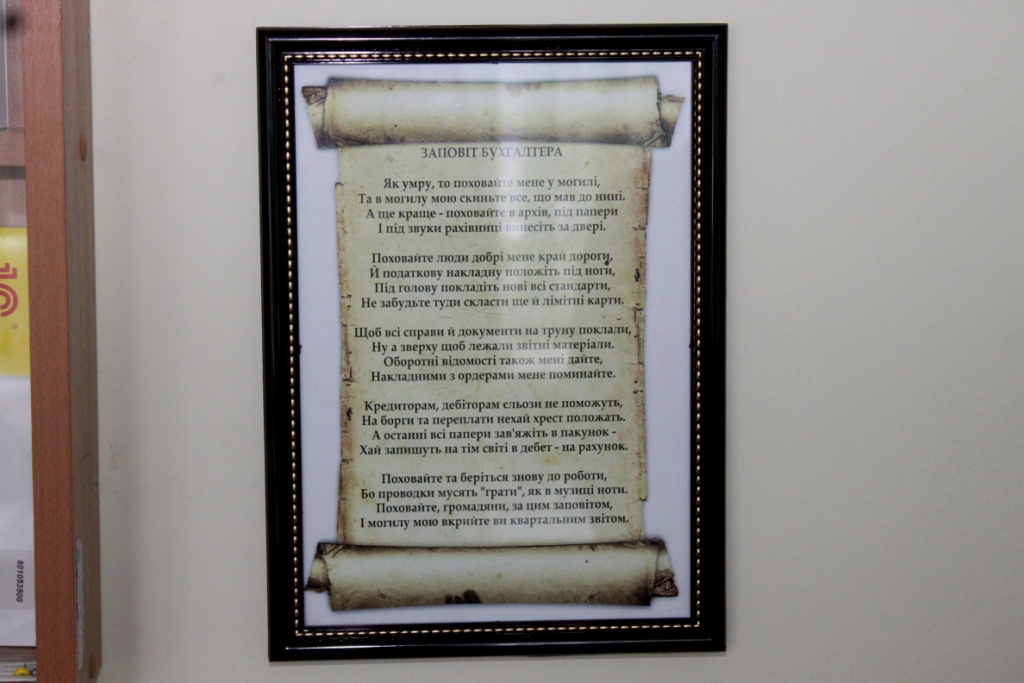 ЗАПОВІТ БУХГАЛТЕРА
Як умру, то поховайте мене у могилі,
Та в могилу мою скиньте все, що мав до нині.
А ще краще - поховайте в архів, під папери
І під звуки рахівниці винесіть за двері.
Поховайте люди добрі мене край дороги,
Й податкову накладну положіть під ноги,
Під голову покладіть нові всі стандарти,
Не забудьте туди скласти ще й лімітні карти.
Щоб всі справи й документи на труну поклали,
Ну а зверху щоб лежали звітні матеріали.
Оборотні відомості також мені дайте,
Накладними з ордерами мене поминайте.
Кредиторам, дебіторам сльози не поможуть,
На борги та переплати нехай хрест положать.
А останні всі папери зав'яжіть в пакунок -
Хай запишуть на тім світі в дебет - на рахунок.
Поховайте та беріться знову до роботи,
Бо проводки мусять "грати", як в музиці ноти.
Поховайте, громадяни, за цим заповітом,
І могилу мою вкрийте ви квартальним звітом.
1С
801053500